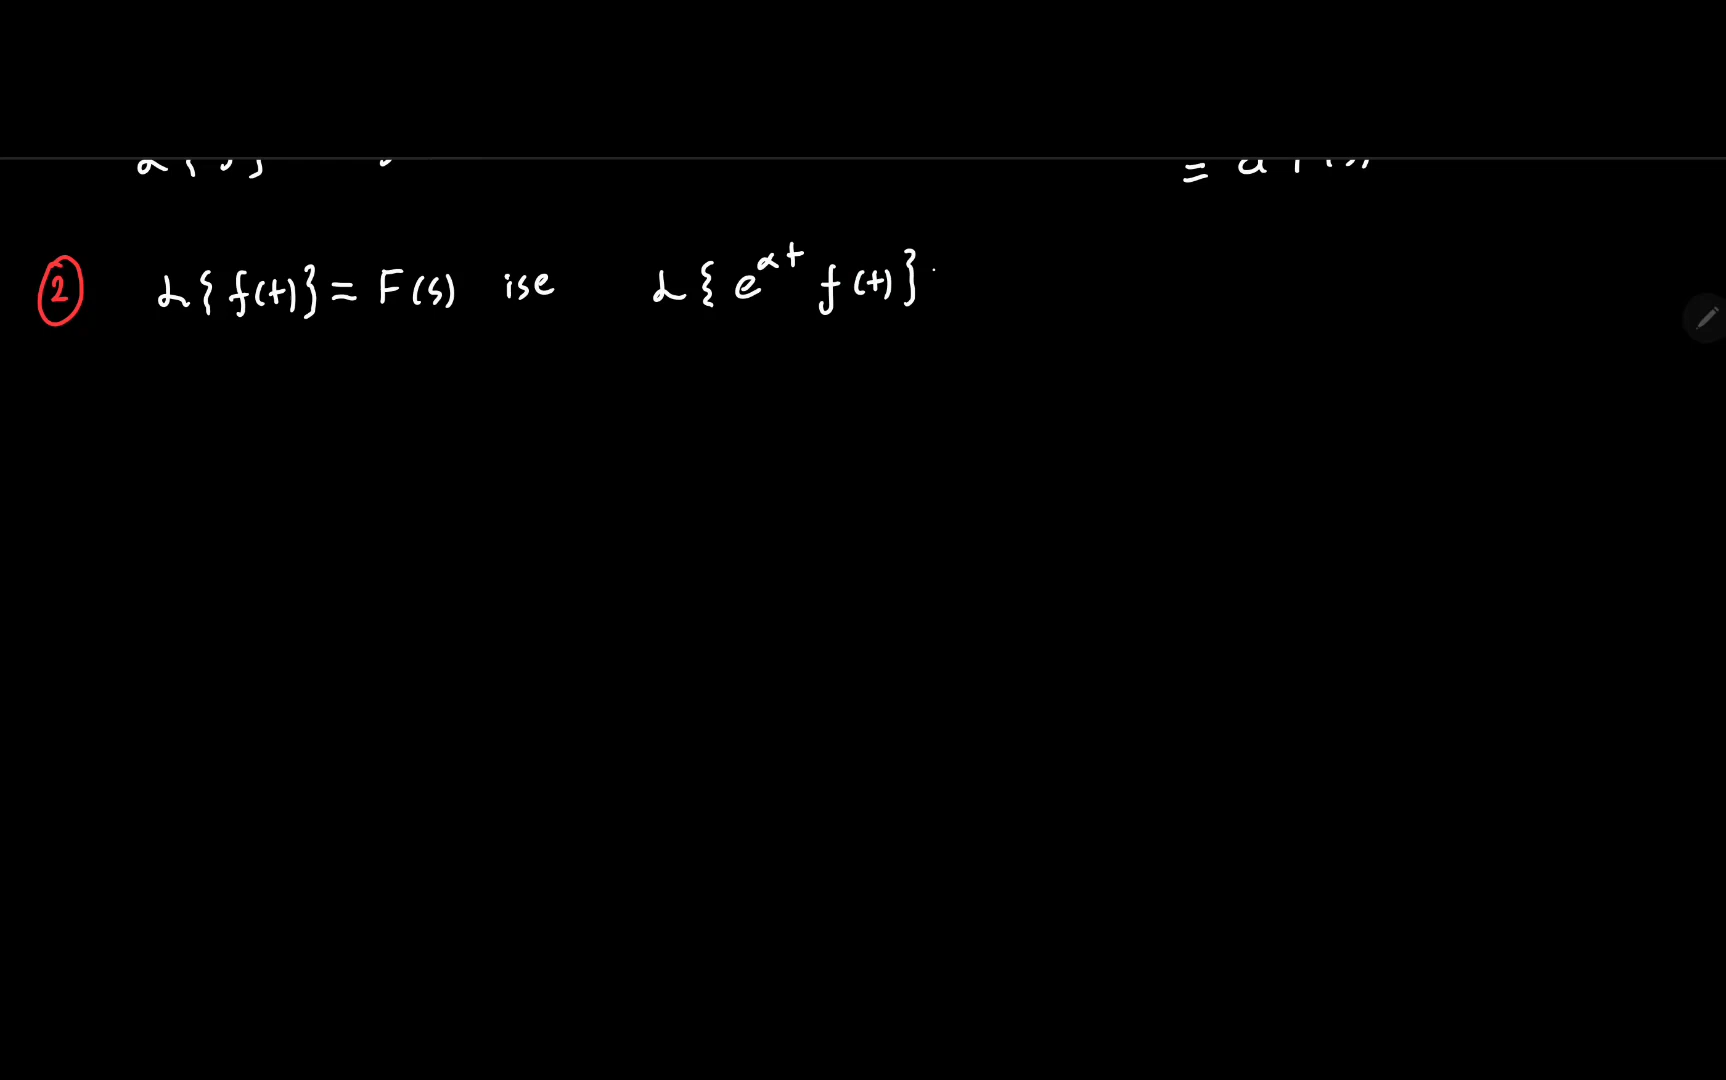 ② ℒ{f(t)} = F(s) ise ℒ{e^{αt} f(t)}